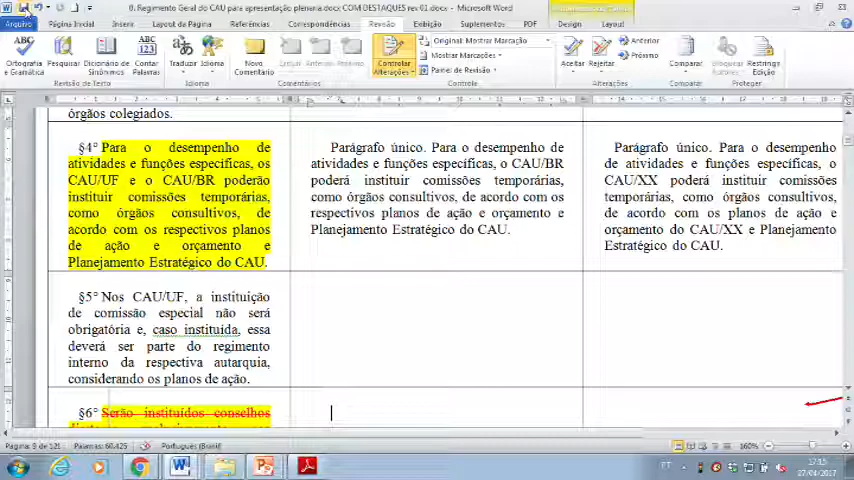 8. Regimento Geral do CAU para apresentação plenaria.docx COM DESTAQUES rev 01.docx - Microsoft Word
Arquivo Página Inicial Inserir Layout da Página Referências Correspondências Revisão Exibição Suplementos PDF Design Layout
Ortografia e Gramática
Pesquisar
Dicionário de Sinônimos
Contar Palavras
Traduzir
Idioma
Novo Comentário
Excluir
Anterior
Próximo
Controlar Alterações
Original: Mostrar Marcação
Mostrar Marcações
Painel de Revisão
Aceitar
Rejeitar
Anterior
Próximo
Comparar
Bloquear Autores
Restringir Edição
Revisão de Texto Idioma Comentários Controle Alterações Comparar Proteger
órgãos colegiados.
§4° Para o desempenho de
atividades e funções específicas, os
CAU/UF e o CAU/BR poderão
instituir comissões temporárias,
como órgãos consultivos, de
acordo com os respectivos planos
de ação e orçamento e
Planejamento Estratégico do CAU.
Parágrafo único. Para o desempenho de
atividades e funções específicas, o CAU/BR
poderá instituir comissões temporárias,
como órgãos consultivos, de acordo com os
respectivos planos de ação e orçamento e
Planejamento Estratégico do CAU.
Parágrafo único. Para o desempenho
de atividades e funções específicas, o
CAU/XX poderá instituir comissões
temporárias, como órgãos consultivos,
de acordo com os planos de ação e
orçamento do CAU/XX e Planejamento
Estratégico do CAU.
§5° Nos CAU/UF, a instituição
de comissão especial não será
obrigatória e, caso instituída, essa
deverá ser parte do regimento
interno da respectiva autarquia,
considerando os planos de ação.
§6° Serão instituídos conselhos
Página: 9 de 121 Palavras: 60.425 Português (Brasil) 160%
PT 17:15
27/04/2017